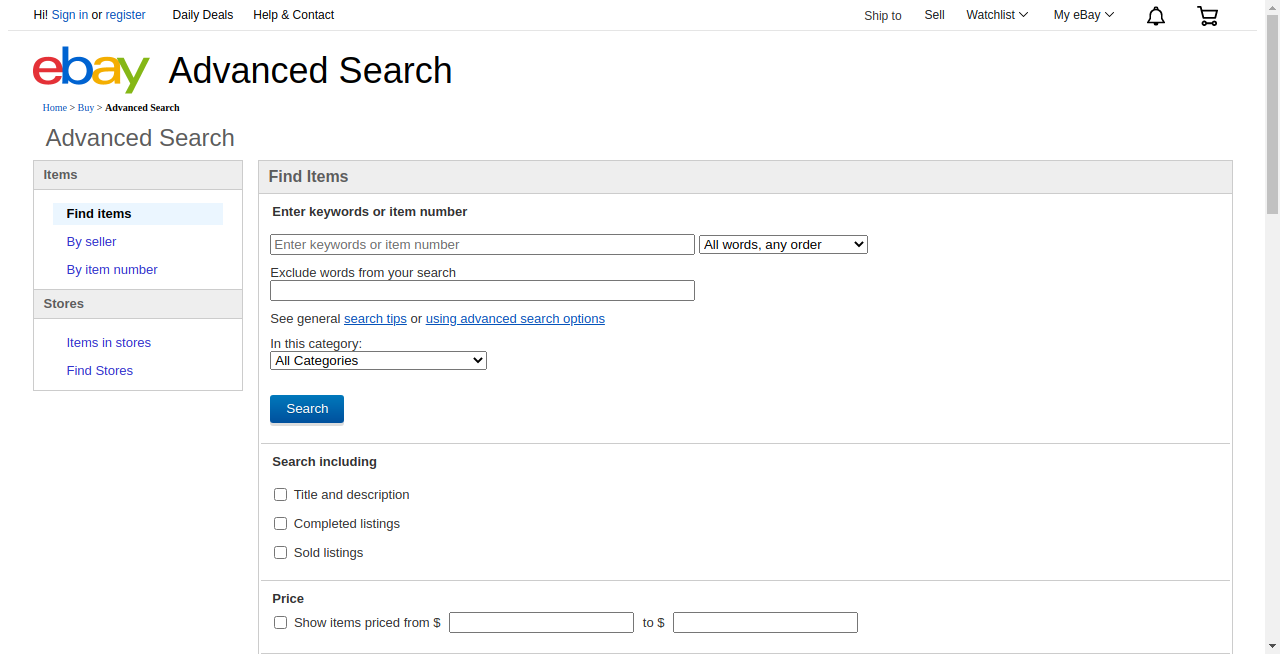 Hi! Sign in or register Daily Deals Help & Contact Ship to Sell Watchlist My eBay
ebay Advanced Search
Home > Buy > Advanced Search
Advanced Search
Items
Find items
By seller
By item number
Stores
Items in stores
Find Stores
Find Items
Enter keywords or item number
Enter keywords or item number All words, any order
Exclude words from your search
See general search tips or using advanced search options
In this category:
All Categories
Search
Search including
Title and description
Completed listings
Sold listings
Price
Show items priced from $ to $